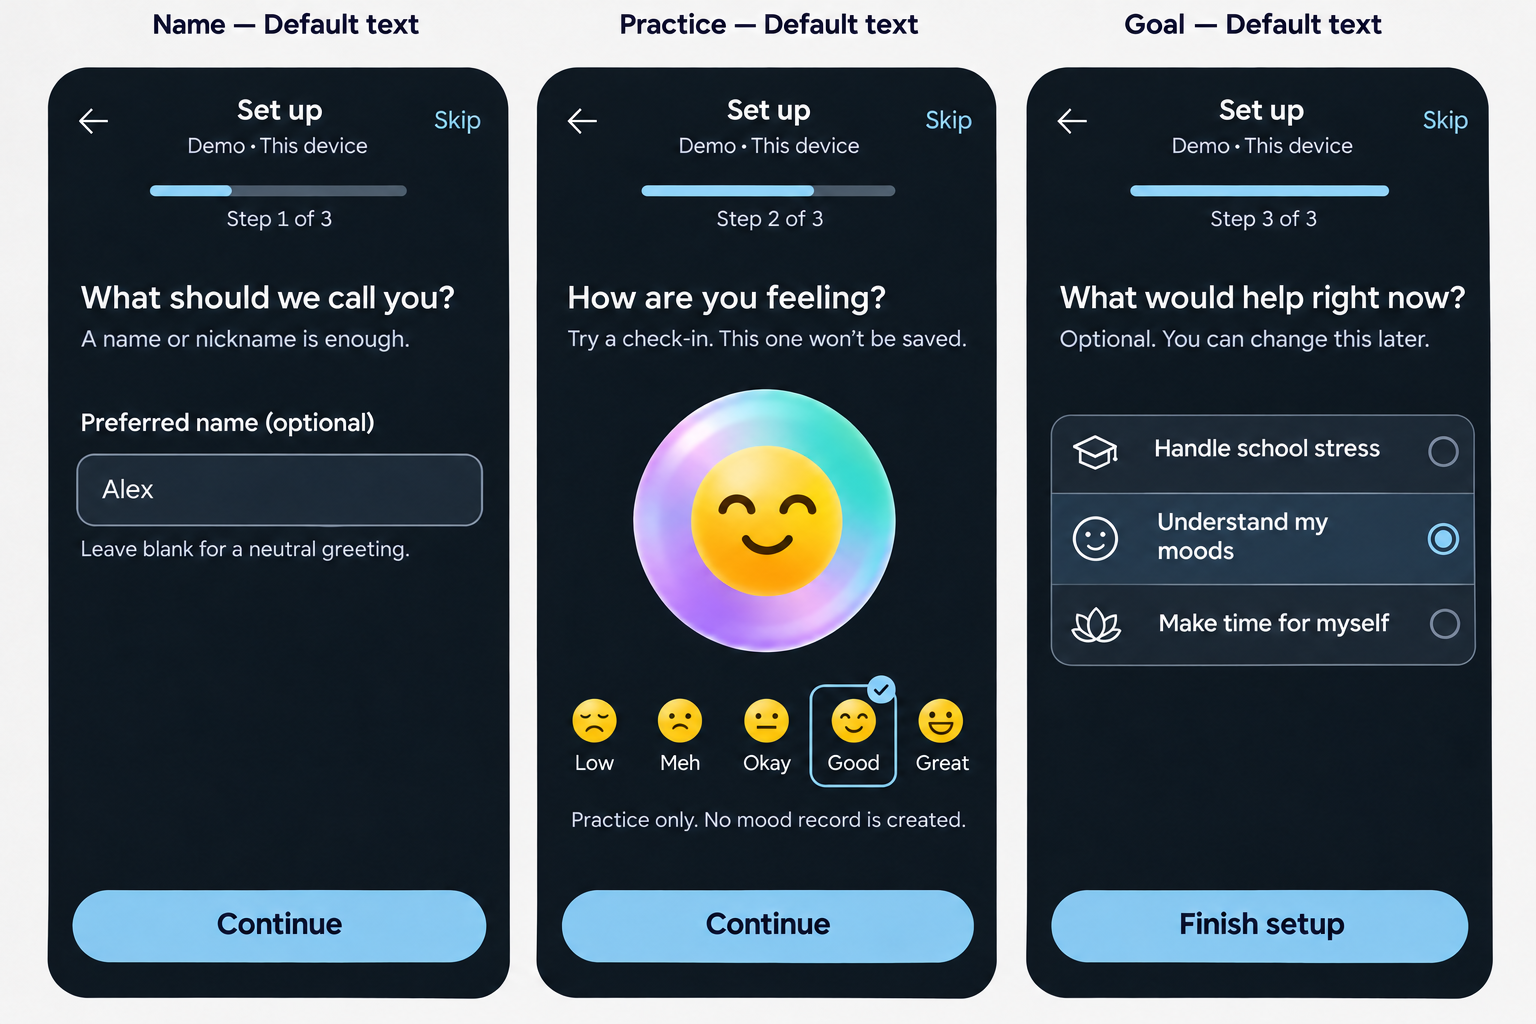 Name — Default text
Set up
Skip
Demo • This device
Step 1 of 3
What should we call you?
A name or nickname is enough.
Preferred name (optional)
Alex
Leave blank for a neutral greeting.
Continue
Practice — Default text
Set up
Skip
Demo • This device
Step 2 of 3
How are you feeling?
Try a check-in. This one won’t be saved.
Low
Meh
Okay
Good
Great
Practice only. No mood record is created.
Continue
Goal — Default text
Set up
Skip
Demo • This device
Step 3 of 3
What would help right now?
Optional. You can change this later.
Handle school stress
Understand my
moods
Make time for myself
Finish setup